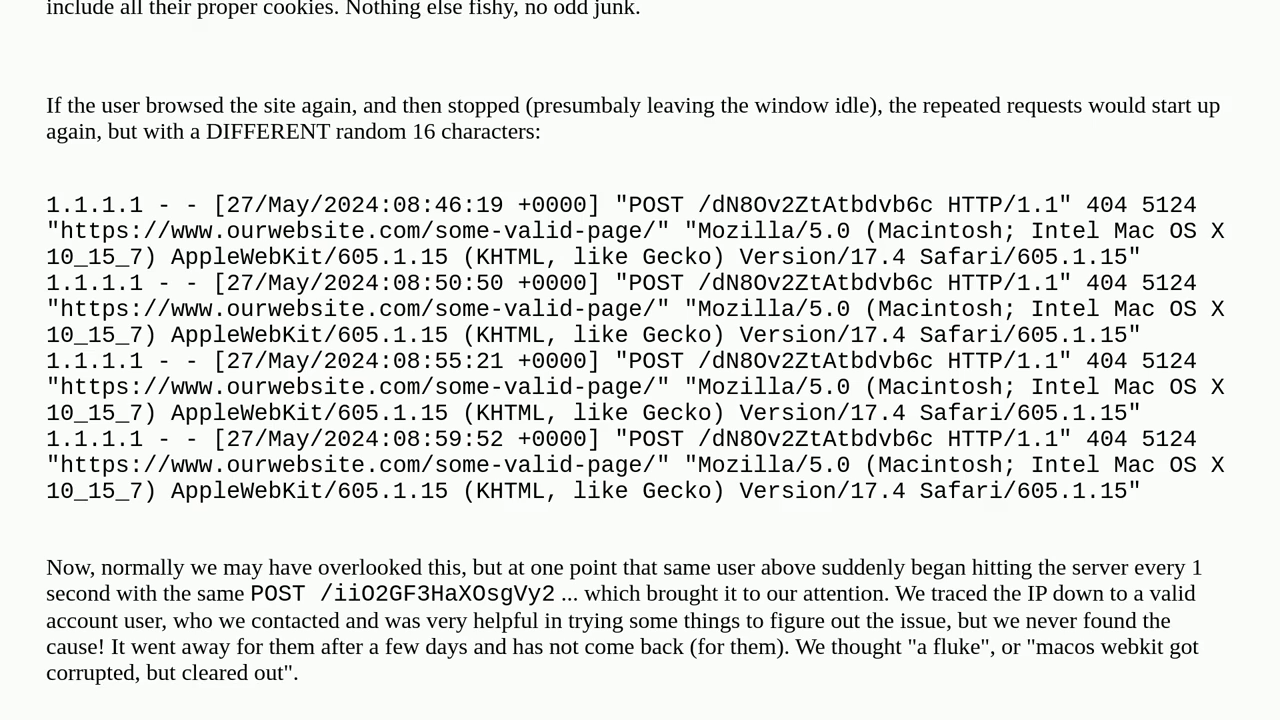 include all their proper cookies. Nothing else fishy, no odd junk.
If the user browsed the site again, and then stopped (presumbaly leaving the window idle), the repeated requests would start up
again, but with a DIFFERENT random 16 characters:
1.1.1.1 - - [27/May/2024:08:46:19 +0000] "POST /dN8Ov2ZtAtbdvb6c HTTP/1.1" 404 5124
"https://www.ourwebsite.com/some-valid-page/" "Mozilla/5.0 (Macintosh; Intel Mac OS X
10_15_7) AppleWebKit/605.1.15 (KHTML, like Gecko) Version/17.4 Safari/605.1.15"
1.1.1.1 - - [27/May/2024:08:50:50 +0000] "POST /dN8Ov2ZtAtbdvb6c HTTP/1.1" 404 5124
"https://www.ourwebsite.com/some-valid-page/" "Mozilla/5.0 (Macintosh; Intel Mac OS X
10_15_7) AppleWebKit/605.1.15 (KHTML, like Gecko) Version/17.4 Safari/605.1.15"
1.1.1.1 - - [27/May/2024:08:55:21 +0000] "POST /dN8Ov2ZtAtbdvb6c HTTP/1.1" 404 5124
"https://www.ourwebsite.com/some-valid-page/" "Mozilla/5.0 (Macintosh; Intel Mac OS X
10_15_7) AppleWebKit/605.1.15 (KHTML, like Gecko) Version/17.4 Safari/605.1.15"
1.1.1.1 - - [27/May/2024:08:59:52 +0000] "POST /dN8Ov2ZtAtbdvb6c HTTP/1.1" 404 5124
"https://www.ourwebsite.com/some-valid-page/" "Mozilla/5.0 (Macintosh; Intel Mac OS X
10_15_7) AppleWebKit/605.1.15 (KHTML, like Gecko) Version/17.4 Safari/605.1.15"
Now, normally we may have overlooked this, but at one point that same user above suddenly began hitting the server every 1
second with the same POST /iiO2GF3HaXOsgVy2 ... which brought it to our attention. We traced the IP down to a valid
account user, who we contacted and was very helpful in trying some things to figure out the issue, but we never found the
cause! It went away for them after a few days and has not come back (for them). We thought "a fluke", or "macos webkit got
corrupted, but cleared out".